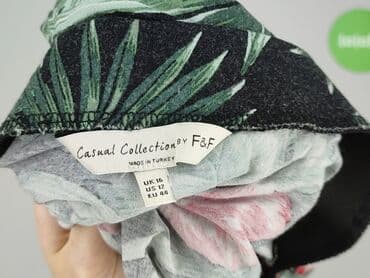 Casual Collection BY F&F
MADE IN TURKEY
UK 16
US 12
EU 44